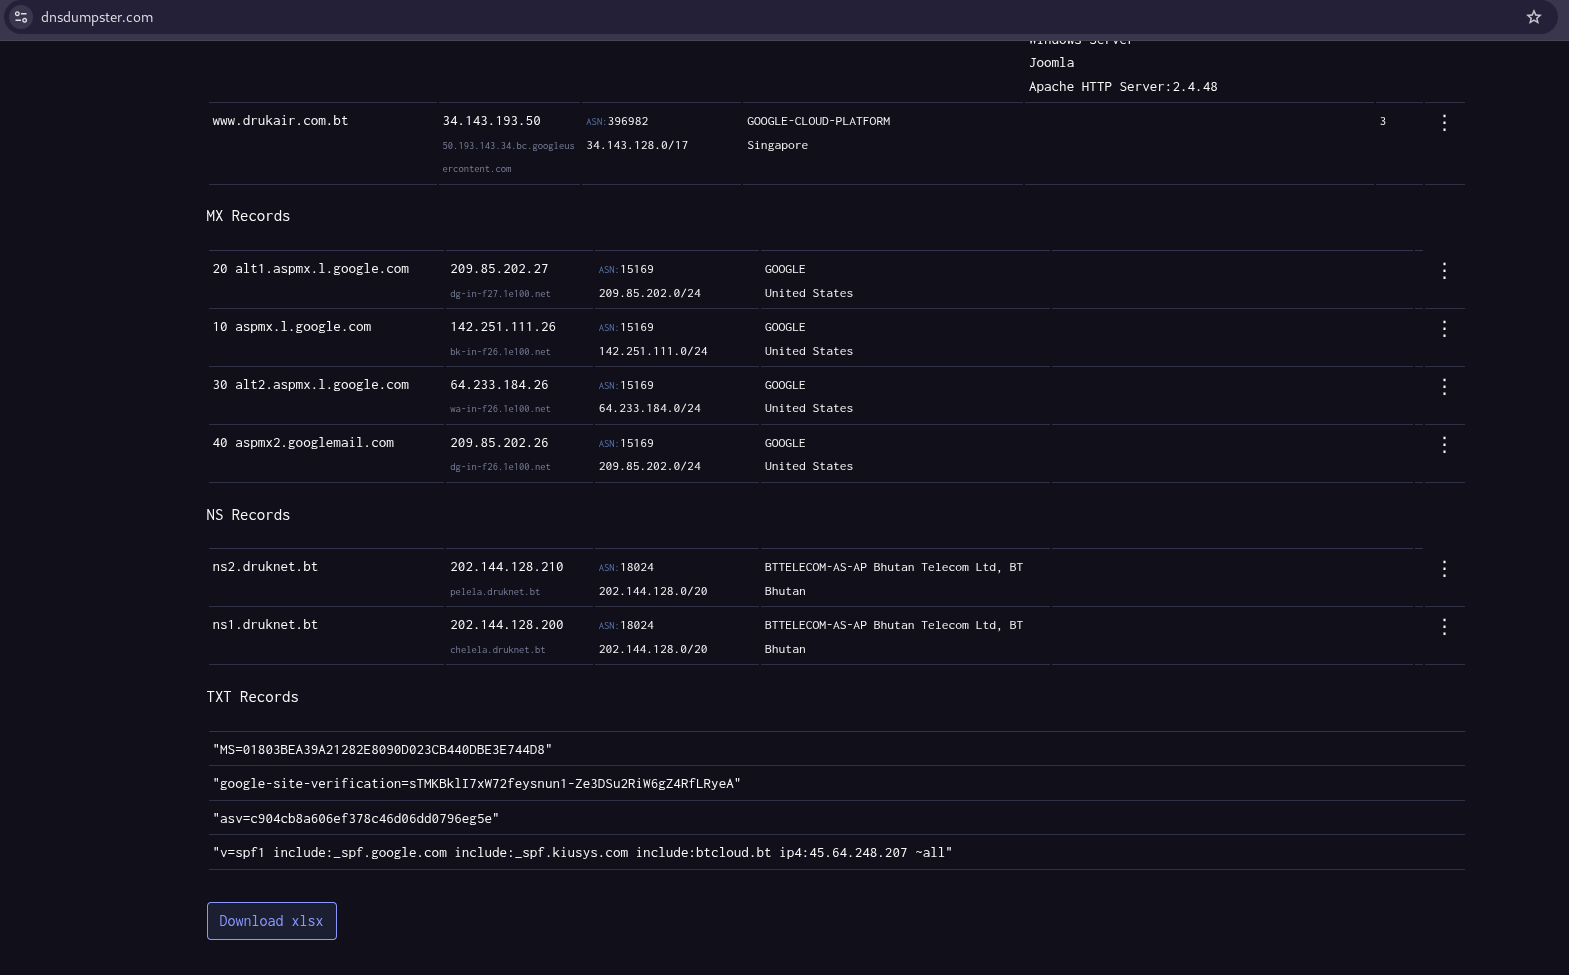 dnsdumpster.com
Windows Server
Joomla
Apache HTTP Server:2.4.48
www.drukair.com.bt 34.143.193.50 ASN:396982 GOOGLE-CLOUD-PLATFORM 3
50.193.143.34.bc.googleus 34.143.128.0/17 Singapore
ercontent.com
MX Records
20 alt1.aspmx.l.google.com 209.85.202.27 ASN:15169 GOOGLE
dg-in-f27.1e100.net 209.85.202.0/24 United States
10 aspmx.l.google.com 142.251.111.26 ASN:15169 GOOGLE
bk-in-f26.1e100.net 142.251.111.0/24 United States
30 alt2.aspmx.l.google.com 64.233.184.26 ASN:15169 GOOGLE
wa-in-f26.1e100.net 64.233.184.0/24 United States
40 aspmx2.googlemail.com 209.85.202.26 ASN:15169 GOOGLE
dg-in-f26.1e100.net 209.85.202.0/24 United States
NS Records
ns2.druknet.bt 202.144.128.210 ASN:18024 BTTELECOM-AS-AP Bhutan Telecom Ltd, BT
pelela.druknet.bt 202.144.128.0/20 Bhutan
ns1.druknet.bt 202.144.128.200 ASN:18024 BTTELECOM-AS-AP Bhutan Telecom Ltd, BT
chelela.druknet.bt 202.144.128.0/20 Bhutan
TXT Records
"MS=01803BEA39A21282E8090D023CB440DBE3E744D8"
"google-site-verification=sTMKBklI7xW72feysnun1-Ze3DSu2RiW6gZ4RfLRyeA"
"asv=c904cb8a606ef378c46d06dd0796eg5e"
"v=spf1 include:_spf.google.com include:_spf.kiusys.com include:btcloud.bt ip4:45.64.248.207 ~all"
Download xlsx